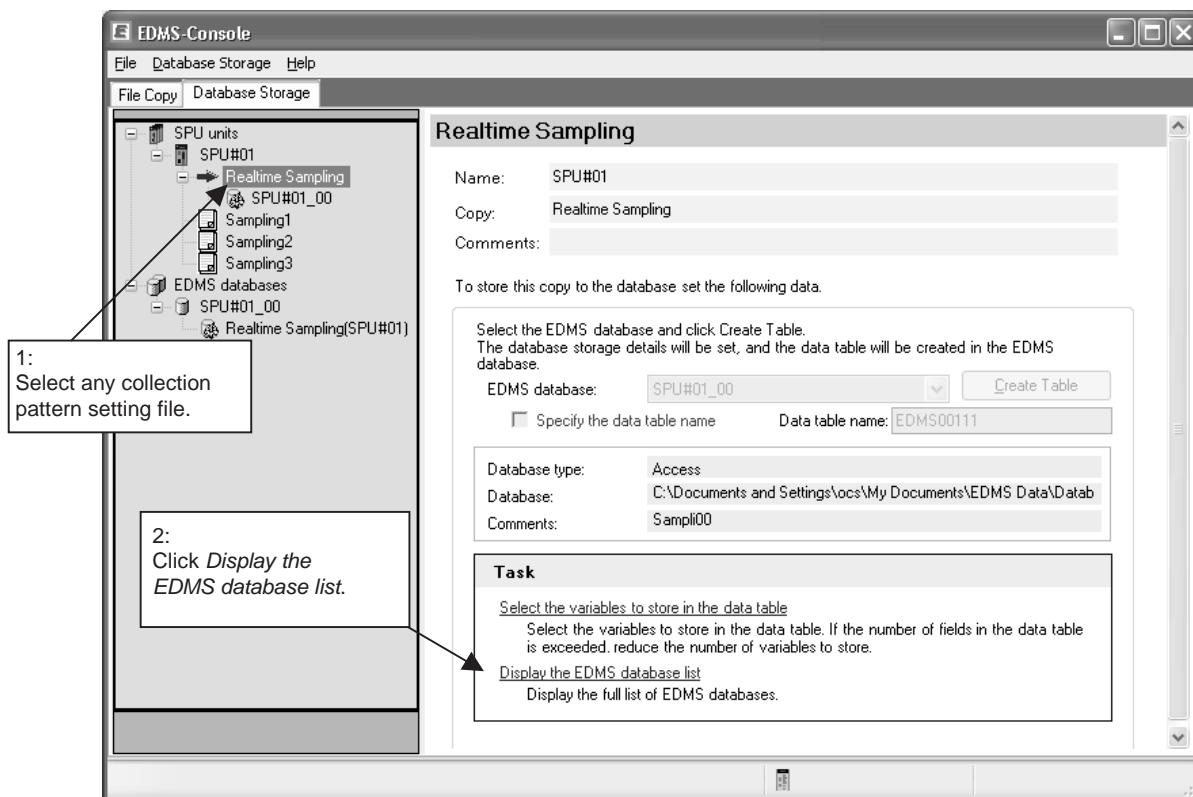 EDMS-Console
File Database Storage Help
File Copy Database Storage
SPU units
SPU#01
Realtime Sampling
SPU#01_00
Sampling1
Sampling2
Sampling3
EDMS databases
SPU#01_00
Realtime Sampling(SPU#01)
1:
Select any collection
pattern setting file.
2:
Click Display the
EDMS database list.
Realtime Sampling
Name: SPU#01
Copy: Realtime Sampling
Comments:
To store this copy to the database set the following data.
Select the EDMS database and click Create Table.
The database storage details will be set, and the data table will be created in the EDMS
database.
EDMS database: SPU#01_00 Create Table
Specify the data table name Data table name: EDMS00111
Database type: Access
Database: C:\Documents and Settings\ocs\My Documents\EDMS Data\Datab
Comments: Sampli00
Task
Select the variables to store in the data table
Select the variables to store in the data table. If the number of fields in the data table
is exceeded. reduce the number of variables to store.
Display the EDMS database list
Display the full list of EDMS databases.